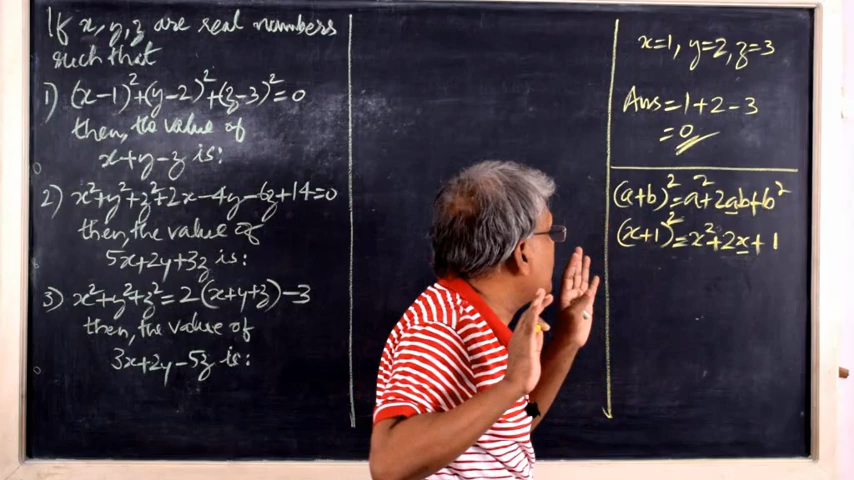 If x, y, z are real numbers
such that
1) (x-1)²+(y-2)²+(z-3)²=0
then, the value of
x+y-z is:
2) x²+y²+z²+2x-4y-6z+14=0
then, the value of
5x+2y+3z is:
3) x²+y²+z²=2(x+y+z)-3
then, the value of
3x+2y-5z is:
x=1, y=2, z=3
Ans=1+2-3
=0
(a+b)²=a²+2ab+b²
(x+1)²=x²+2x+1